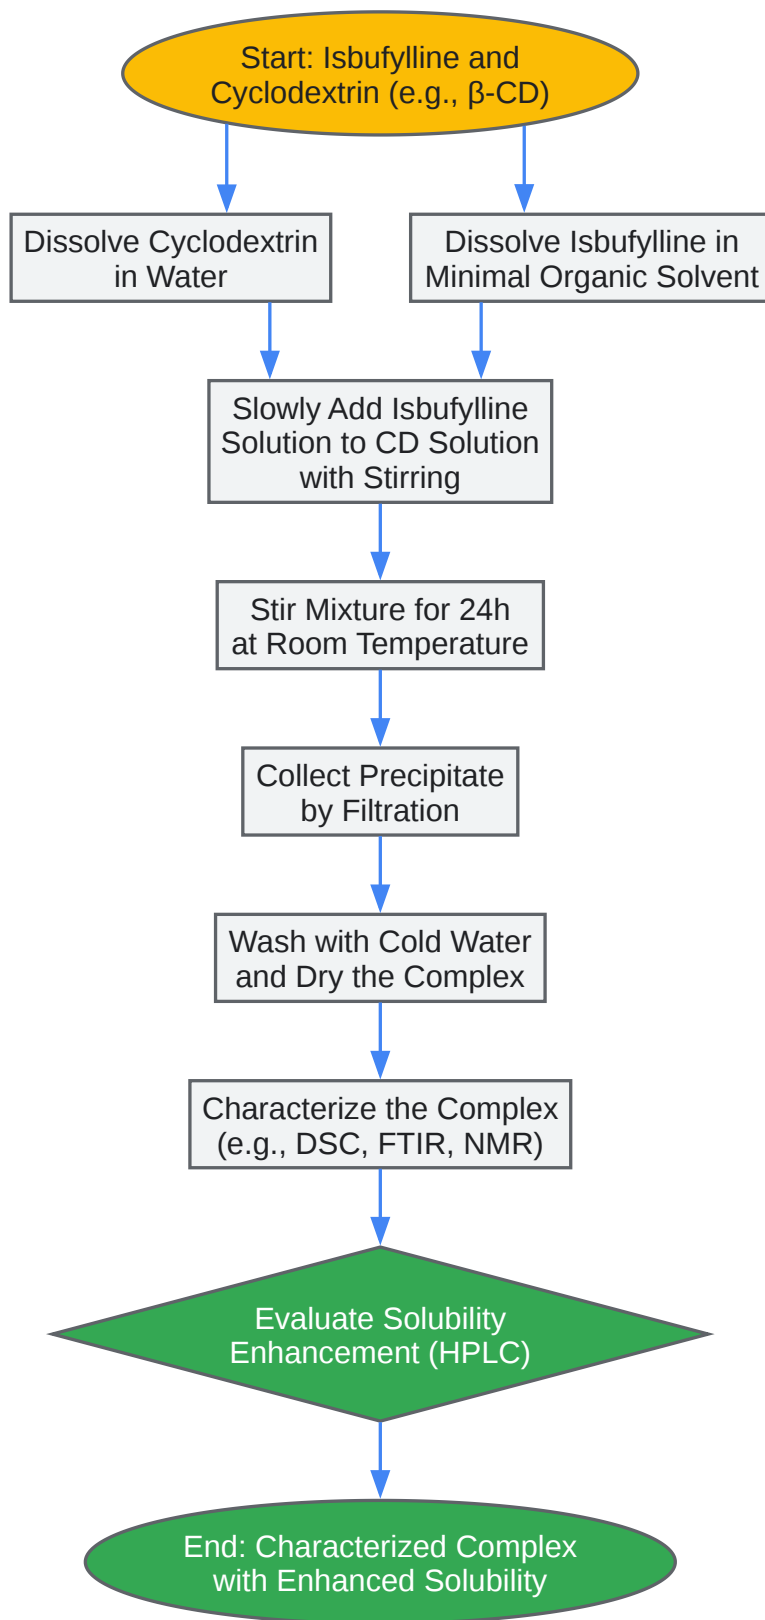 Start: Isbufylline and
Cyclodextrin (e.g., β-CD)
Dissolve Cyclodextrin
in Water
Dissolve Isbufylline in
Minimal Organic Solvent
Slowly Add Isbufylline
Solution to CD Solution
with Stirring
Stir Mixture for 24h
at Room Temperature
Collect Precipitate
by Filtration
Wash with Cold Water
and Dry the Complex
Characterize the Complex
(e.g., DSC, FTIR, NMR)
Evaluate Solubility
Enhancement (HPLC)
End: Characterized Complex
with Enhanced Solubility